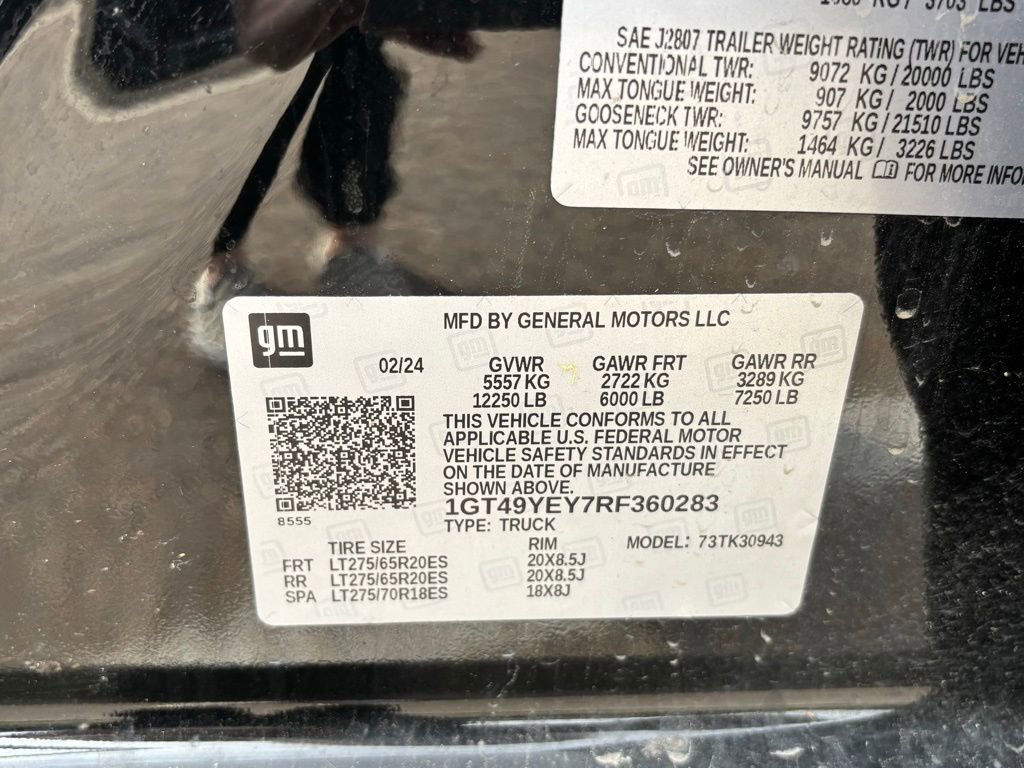 KG / 3703 LBS
SAE J2807 TRAILER WEIGHT RATING (TWR) FOR
CONVENTIONAL TWR: 9072 KG / 20000 LBS
MAX TONGUE WEIGHT: 907 KG / 2000 LBS
GOOSENECK TWR: 9757 KG / 21510 LBS
MAX TONGUE WEIGHT: 1464 KG / 3226 LBS
SEE OWNER'S MANUAL FOR MORE
gm
MFD BY GENERAL MOTORS LLC
02/24 GVWR GAWR FRT GAWR RR
5557 KG 2722 KG 3289 KG
12250 LB 6000 LB 7250 LB
THIS VEHICLE CONFORMS TO ALL
APPLICABLE U.S. FEDERAL MOTOR
VEHICLE SAFETY STANDARDS IN EFFECT
ON THE DATE OF MANUFACTURE
SHOWN ABOVE.
1GT49YEY7RF360283
8555
TYPE: TRUCK
TIRE SIZE RIM MODEL: 73TK30943
FRT LT275/65R20ES 20X8.5J
RR LT275/65R20ES 20X8.5J
SPA LT275/70R18ES 18X8J